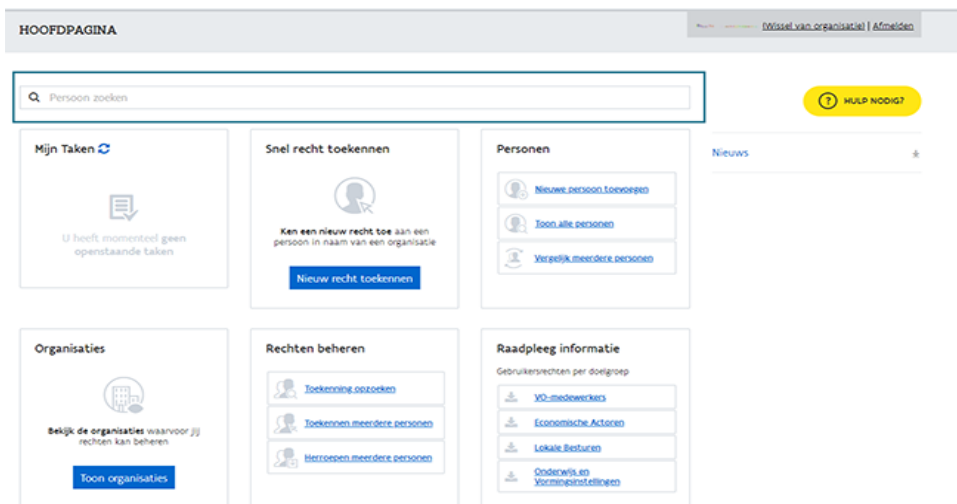 HOOFDPAGINA
(Wissel van organisatie) | Afmelden
Persoon zoeken
HULP NODIG?
Mijn Taken
U heeft momenteel geen
openstaande taken
Snel recht toekennen
Ken een nieuw recht toe aan een
persoon in naam van een organisatie
Nieuw recht toekennen
Personen
Nieuwe persoon toevoegen
Toon alle personen
Vergelijk meerdere personen
Nieuws
Organisaties
Bekijk de organisaties waarvoor jij
rechten kan beheren
Toon organisaties
Rechten beheren
Toekenning opzoeken
Toekennen meerdere personen
Herroepen meerdere personen
Raadpleeg informatie
Gebruikersrechten per doelgroep
VO-medewerkers
Economische Actoren
Lokale Besturen
Onderwijs en
Vormingsinstellingen